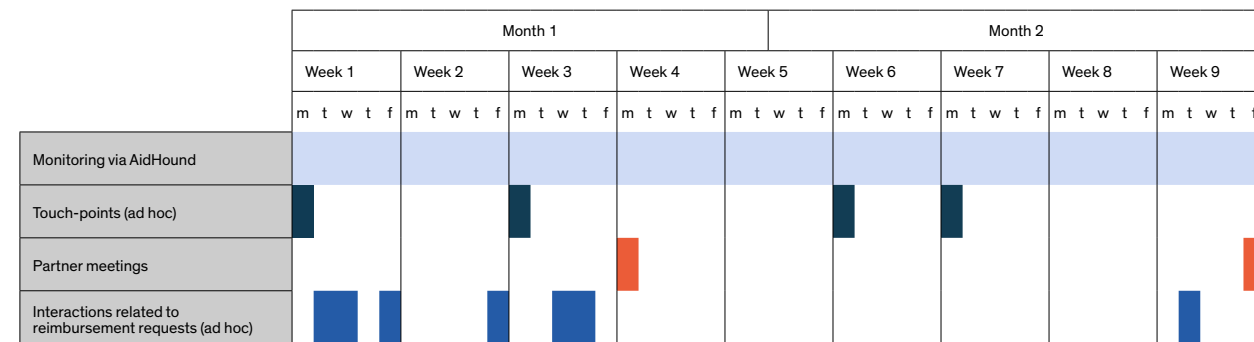 Month 1 Month 2
Week 1 Week 2 Week 3 Week 4 Week 5 Week 6 Week 7 Week 8 Week 9
m t w t f m t w t f m t w t f m t w t f m t w t f m t w t f m t w t f m t w t f m t w t f
Monitoring via AidHound
Touch-points (ad hoc)
Partner meetings
Interactions related to
reimbursement requests (ad hoc)